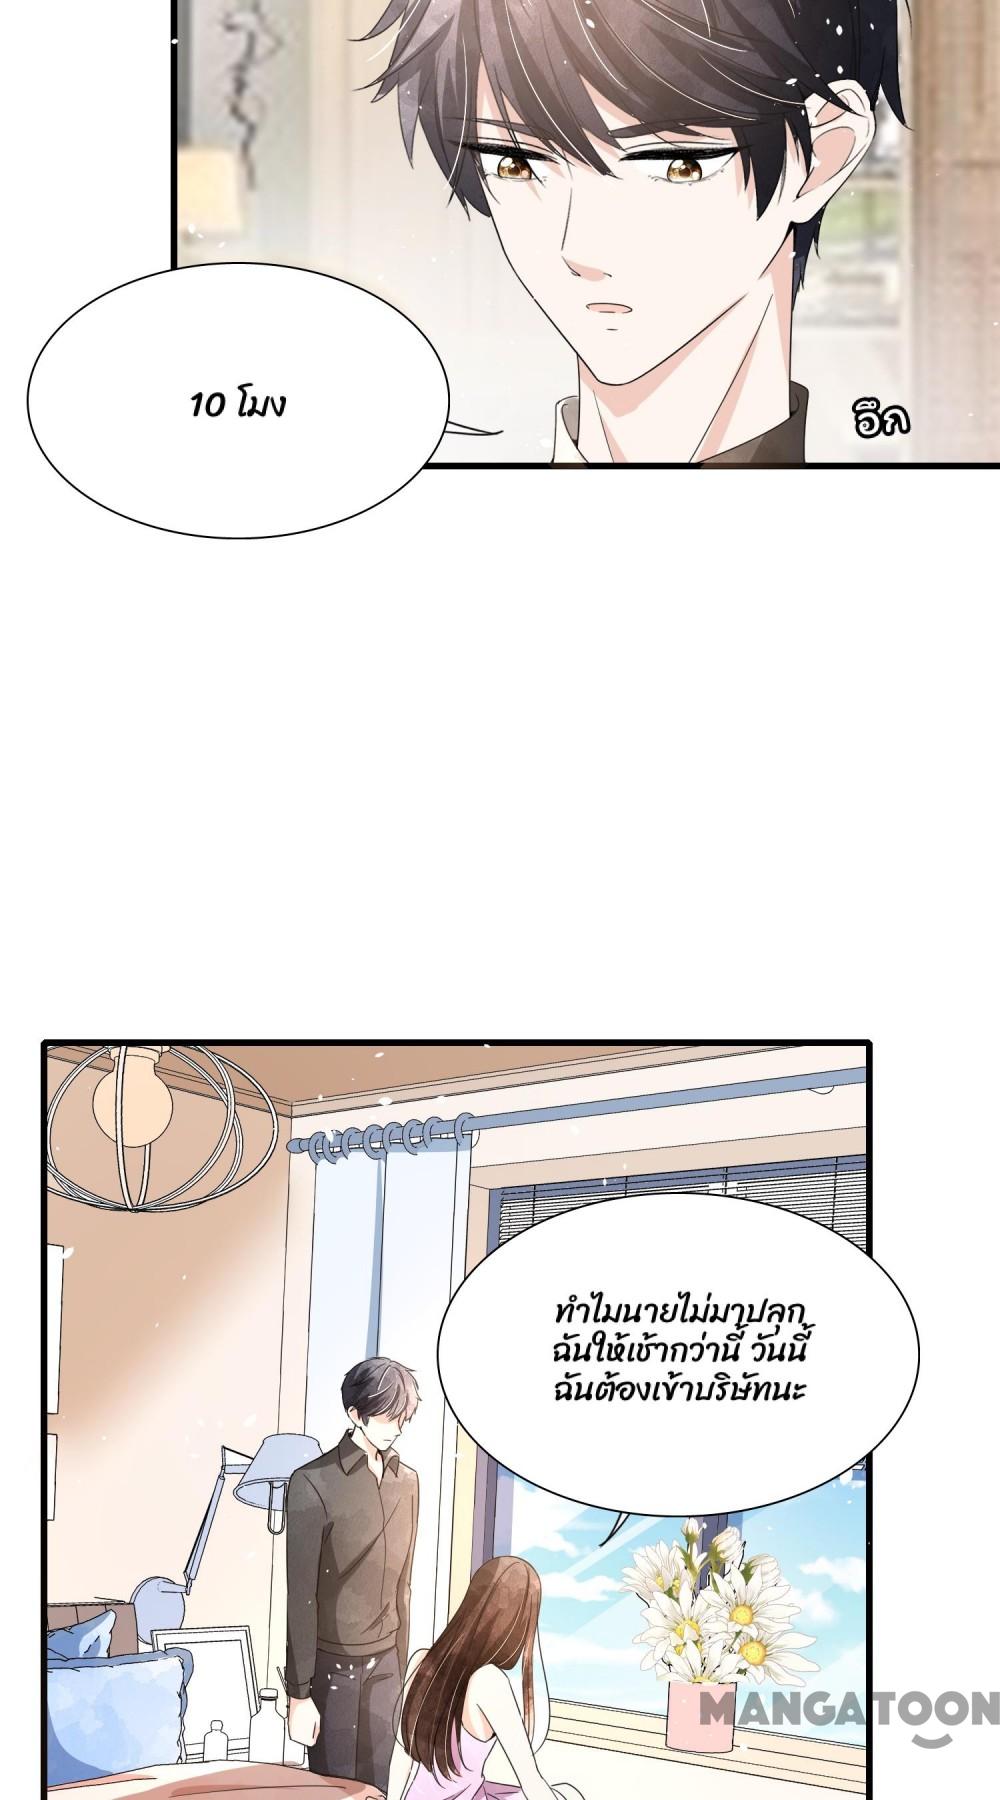 10 โมง
อึก
ทำไมนายไม่มาปลุก
ฉันให้เช้ากว่านี้ วันนี้
ฉันต้องเข้าบริษัทนะ
MANGATOON